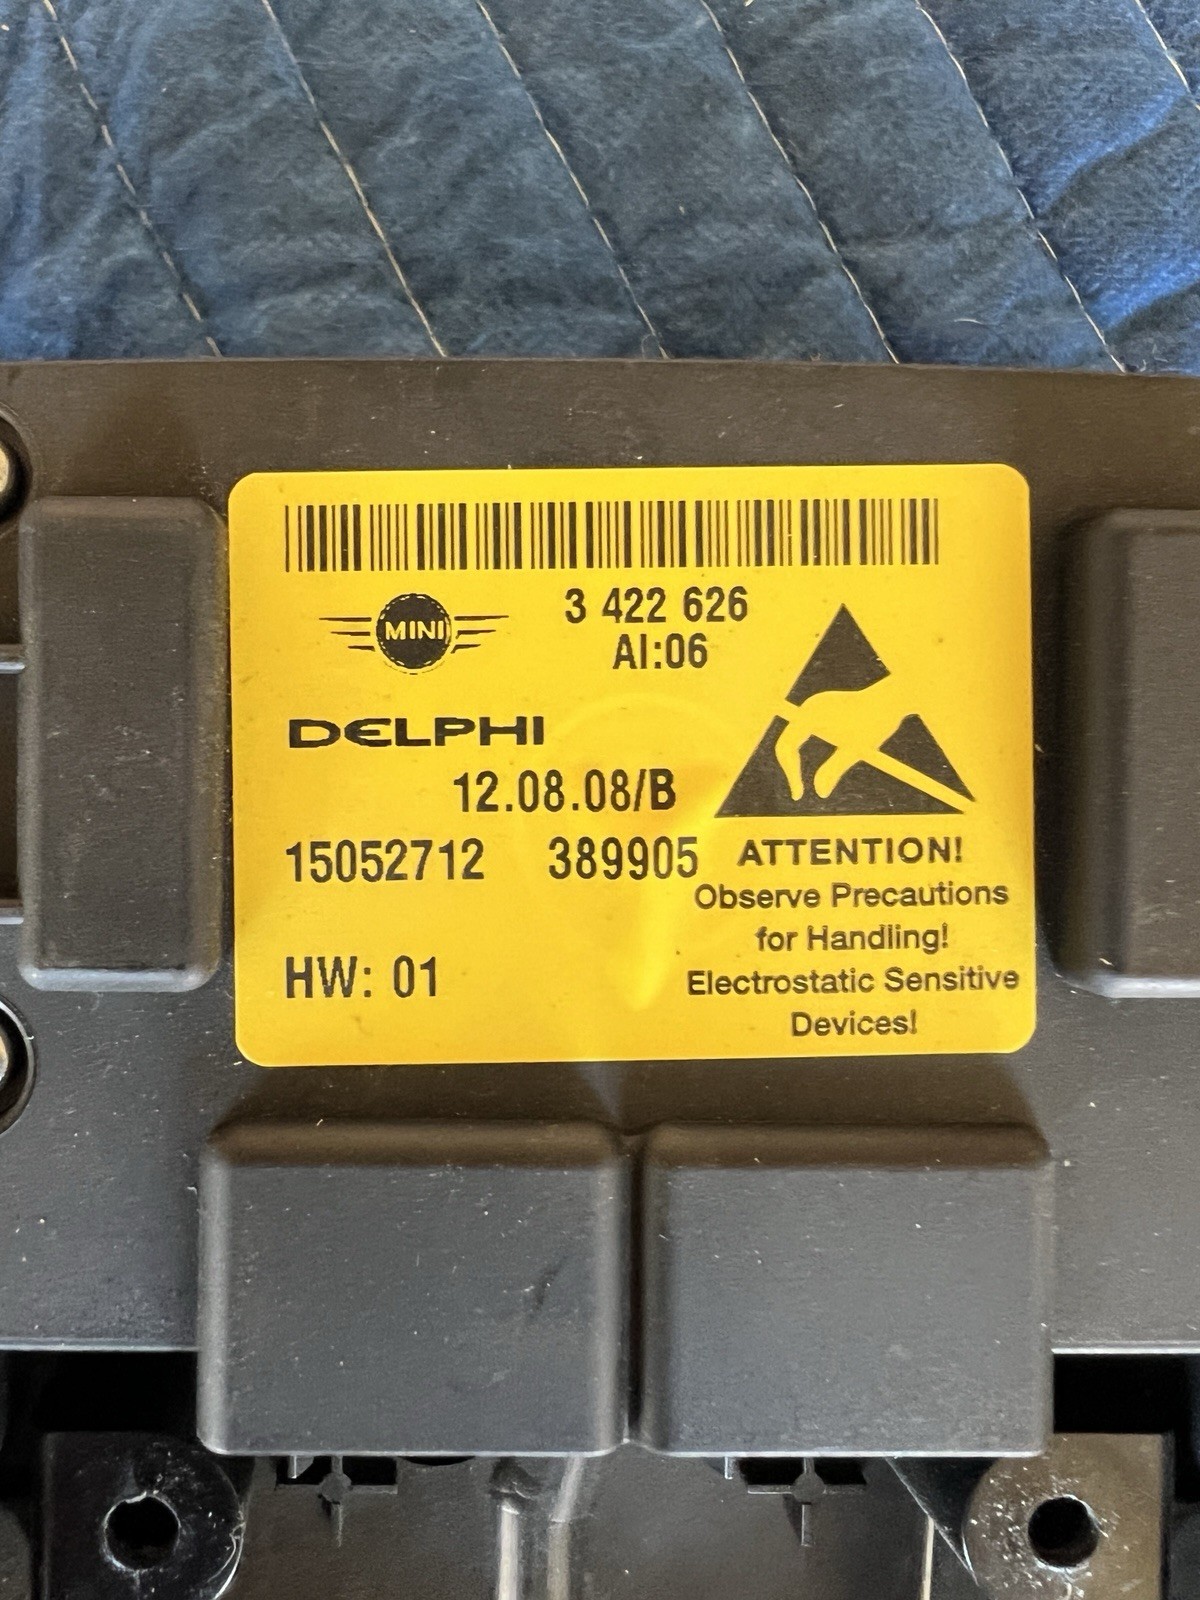 3 422 626
AI:06
MINI
DELPHI
12.08.08/B
15052712 389905
HW: 01
ATTENTION!
Observe Precautions
for Handling!
Electrostatic Sensitive
Devices!